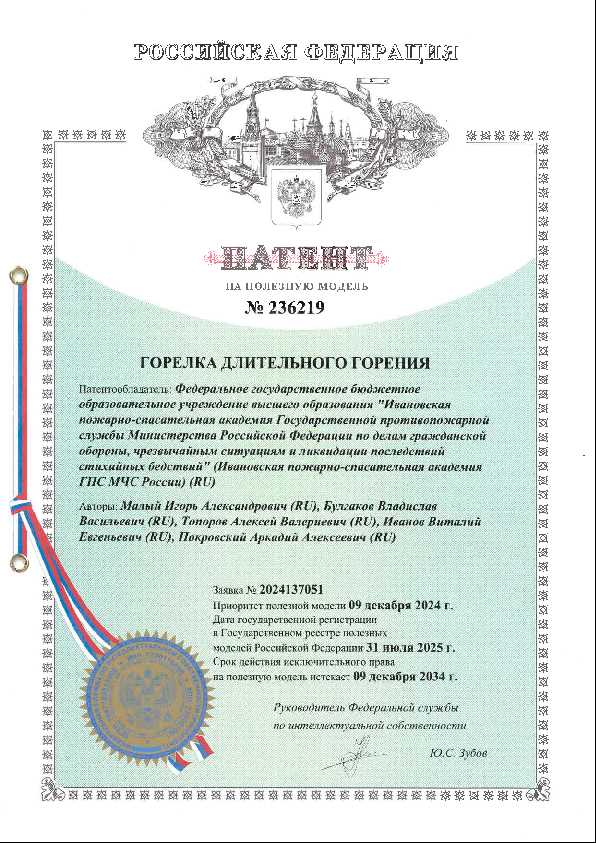 РОССИЙСКАЯ ФЕДЕРАЦИЯ
ПАТЕНТ
НА ПОЛЕЗНУЮ МОДЕЛЬ
№ 236219
ГОРЕЛКА ДЛИТЕЛЬНОГО ГОРЕНИЯ
Патентообладатель: Федеральное государственное бюджетное
образовательное учреждение высшего образования "Ивановская
пожарно-спасательная академия Государственной противопожарной
службы Министерства Российской Федерации по делам гражданской
обороны, чрезвычайным ситуациям и ликвидации последствий
стихийных бедствий" (Ивановская пожарно-спасательная академия
ГПС МЧС России) (RU)
Авторы: Малый Игорь Александрович (RU), Булгаков Владислав
Васильевич (RU), Топоров Алексей Валериевич (RU), Иванов Виталий
Евгеньевич (RU), Покровский Аркадий Алексеевич (RU)
Заявка № 2024137051
Приоритет полезной модели 09 декабря 2024 г.
Дата государственной регистрации
в Государственном реестре полезных
моделей Российской Федерации 31 июля 2025 г.
Срок действия исключительного права
на полезную модель истекает 09 декабря 2034 г.
Руководитель Федеральной службы
по интеллектуальной собственности
Ю.С. Зубов